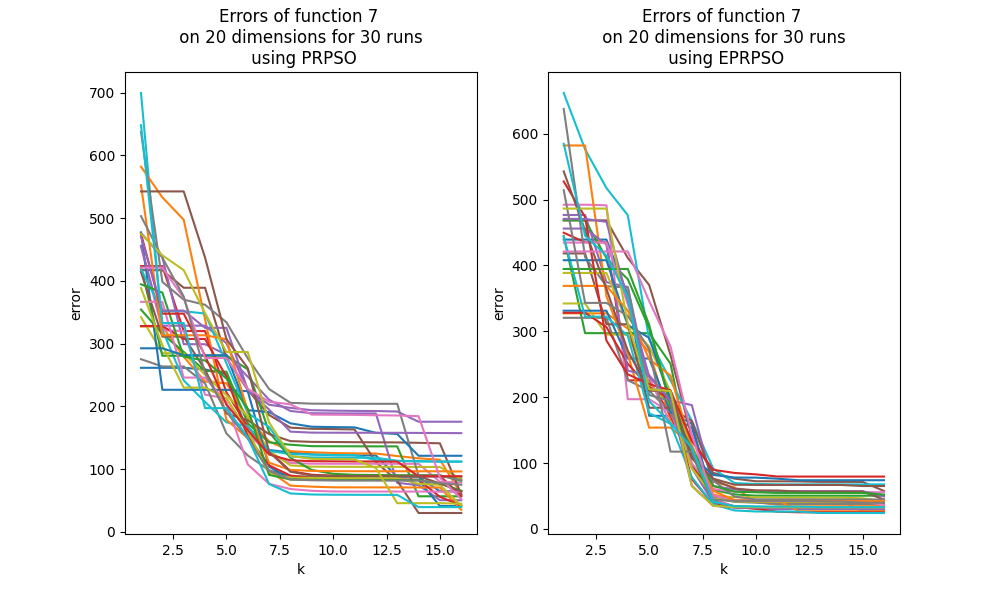 Errors of function 7
on 20 dimensions for 30 runs
using PRPSO
700
600
500
400
300
200
100
0
error
2.5 5.0 7.5 10.0 12.5 15.0
k
Errors of function 7
on 20 dimensions for 30 runs
using EPRPSO
600
500
400
300
200
100
0
error
2.5 5.0 7.5 10.0 12.5 15.0
k